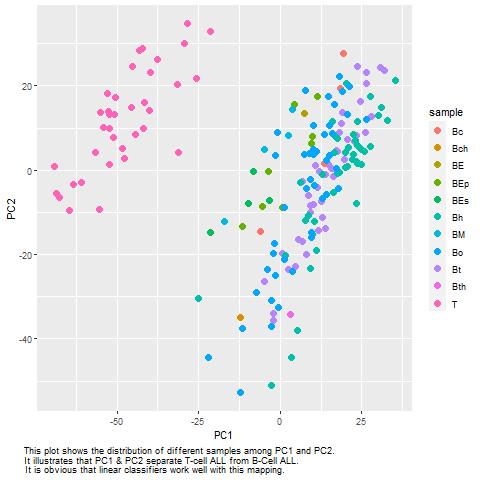 sample
Bc
Bch
BE
BEp
BEs
Bh
BM
Bo
Bt
Bth
T
PC2
20
0
-20
-40
-50
-25
0
25
PC1
This plot shows the distribution of different samples among PC1 and PC2.
It illustrates that PC1 & PC2 separate T-cell ALL from B-Cell ALL.
It is obvious that linear classifiers work well with this mapping.